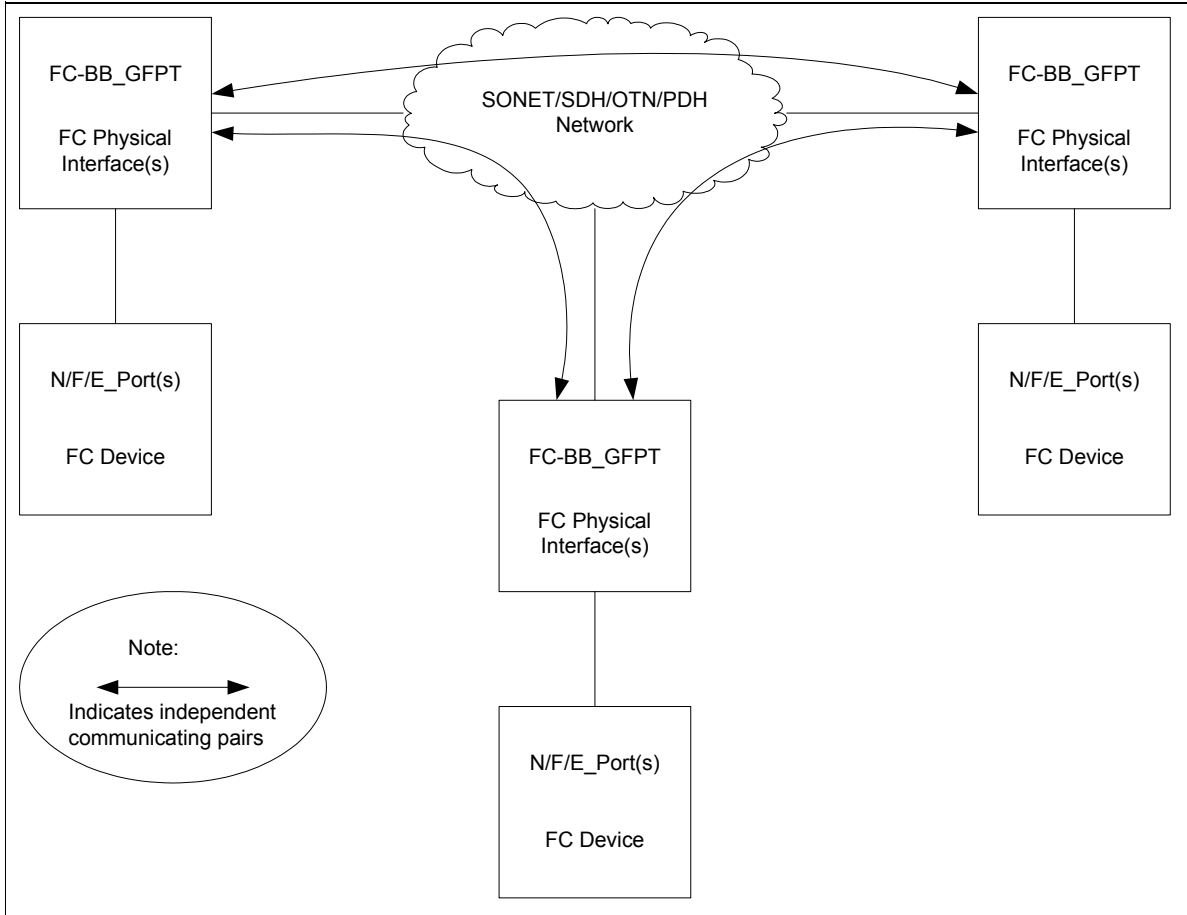 FC-BB_GFPT
FC Physical
Interface(s)
SONET/SDH/OTN/PDH
Network
FC-BB_GFPT
FC Physical
Interface(s)
N/F/E_Port(s)
FC Device
N/F/E_Port(s)
FC Device
FC-BB_GFPT
FC Physical
Interface(s)
Note:
Indicates independent
communicating pairs
N/F/E_Port(s)
FC Device